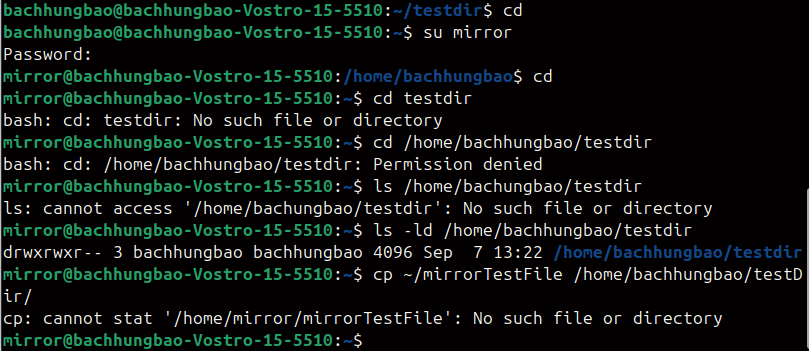 bachhungbao@bachhungbao-Vostro-15-5510:~/testdir$ cd
bachhungbao@bachhungbao-Vostro-15-5510:~$ su mirror
Password:
mirror@bachhungbao-Vostro-15-5510:/home/bachhungbao$ cd
mirror@bachhungbao-Vostro-15-5510:~$ cd testdir
bash: cd: testdir: No such file or directory
mirror@bachhungbao-Vostro-15-5510:~$ cd /home/bachhungbao/testdir
bash: cd: /home/bachhungbao/testdir: Permission denied
mirror@bachhungbao-Vostro-15-5510:~$ ls /home/bachungbao/testdir
ls: cannot access '/home/bachungbao/testdir': No such file or directory
mirror@bachhungbao-Vostro-15-5510:~$ ls -ld /home/bachhungbao/testdir
drwxrwxr-- 3 bachhungbao bachhungbao 4096 Sep  7 13:22 /home/bachhungbao/testdir
mirror@bachhungbao-Vostro-15-5510:~$ cp ~/mirrorTestFile /home/bachhungbao/testD
ir/
cp: cannot stat '/home/mirror/mirrorTestFile': No such file or directory
mirror@bachhungbao-Vostro-15-5510:~$